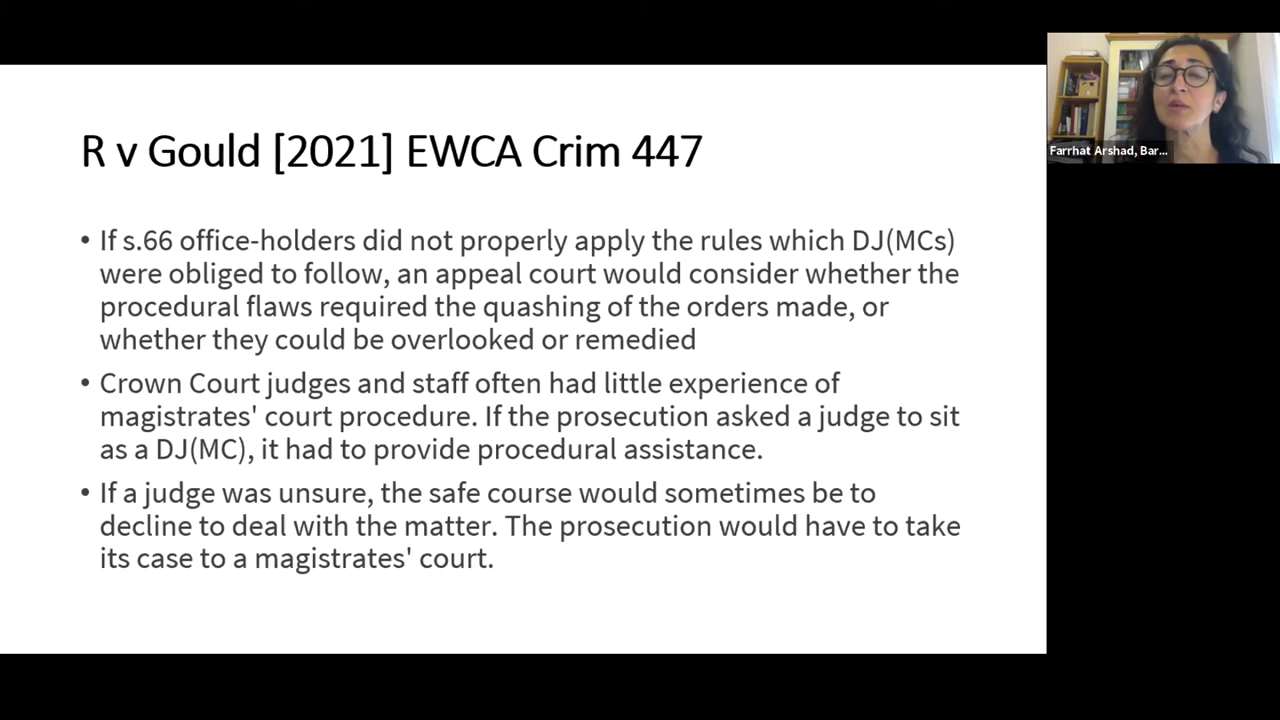 R v Gould [2021] EWCA Crim 447
• If s.66 office-holders did not properly apply the rules which DJ(MCs)
were obliged to follow, an appeal court would consider whether the
procedural flaws required the quashing of the orders made, or
whether they could be overlooked or remedied
• Crown Court judges and staff often had little experience of
magistrates' court procedure. If the prosecution asked a judge to sit
as a DJ(MC), it had to provide procedural assistance.
• If a judge was unsure, the safe course would sometimes be to
decline to deal with the matter. The prosecution would have to take
its case to a magistrates' court.
Farrhat Arshad, Bar...